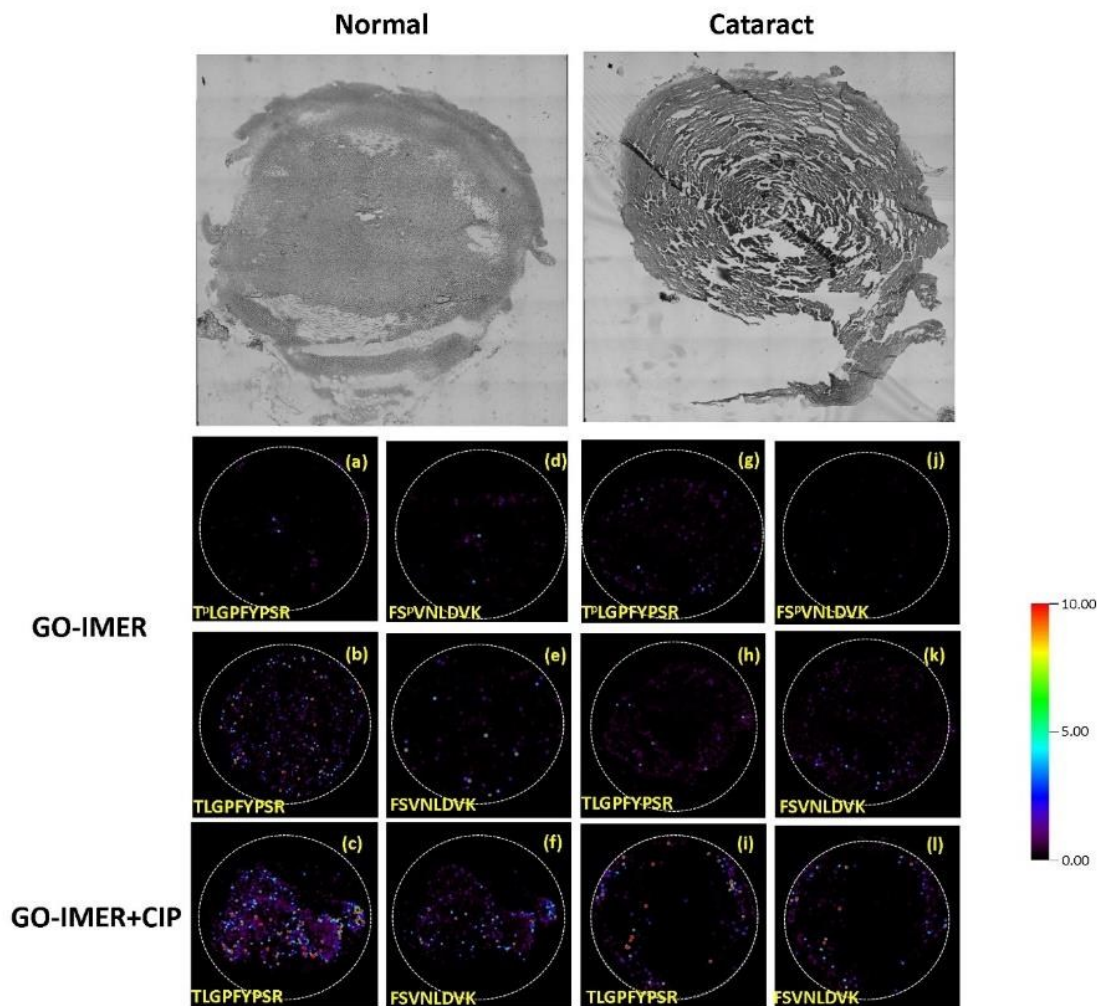 Normal Cataract
(a) (d) (g) (j)
TᵖLGPFYPSR FSᵖVNLDVK TᵖLGPFYPSR FSᵖVNLDVK
GO-IMER
(b) (e) (h) (k)
TLGPFYPSR FSVNLDVK TLGPFYPSR FSVNLDVK
(c) (f) (i) (l)
GO-IMER+CIP
TLGPFYPSR FSVNLDVK TLGPFYPSR FSVNLDVK
10.00
5.00
0.00